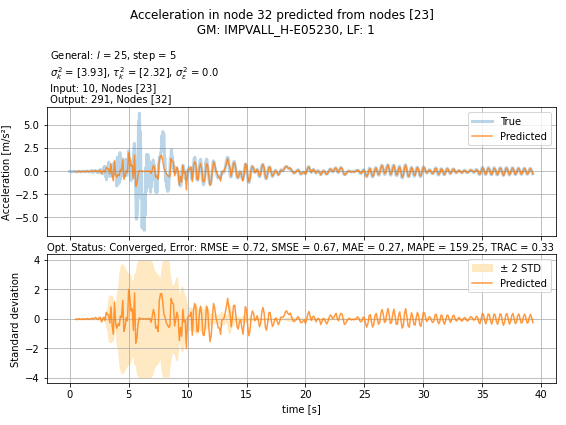 Acceleration in node 32 predicted from nodes [23]
GM: IMPVALL_H-E05230, LF: 1
General: l = 25, step = 5
σ²ₖ = [3.93], τ²ₖ = [2.32], σ²ε = 0.0
Input: 10, Nodes [23]
Output: 291, Nodes [32]
Acceleration [m/s²]
5.0
2.5
0.0
−2.5
−5.0
True
Predicted
Opt. Status: Converged, Error: RMSE = 0.72, SMSE = 0.67, MAE = 0.27, MAPE = 159.25, TRAC = 0.33
Standard deviation
4
2
0
−2
−4
± 2 STD
Predicted
0 5 10 15 20 25 30 35 40
time [s]